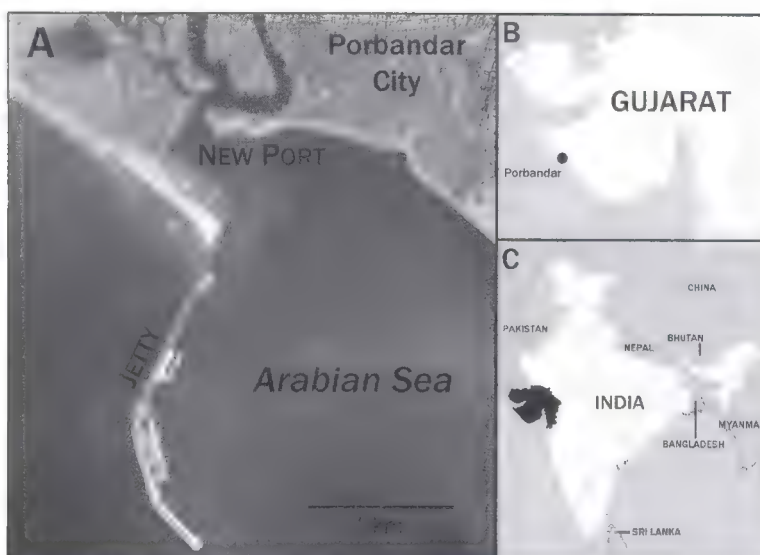 A
Porbandar
City
NEW PORT
JETTY
Arabian Sea
B
GUJARAT
Porbandar
C
CHINA
PAKISTAN
NEPAL
BHUTAN
INDIA
MYANMA
BANGLADESH
SRI LANKA